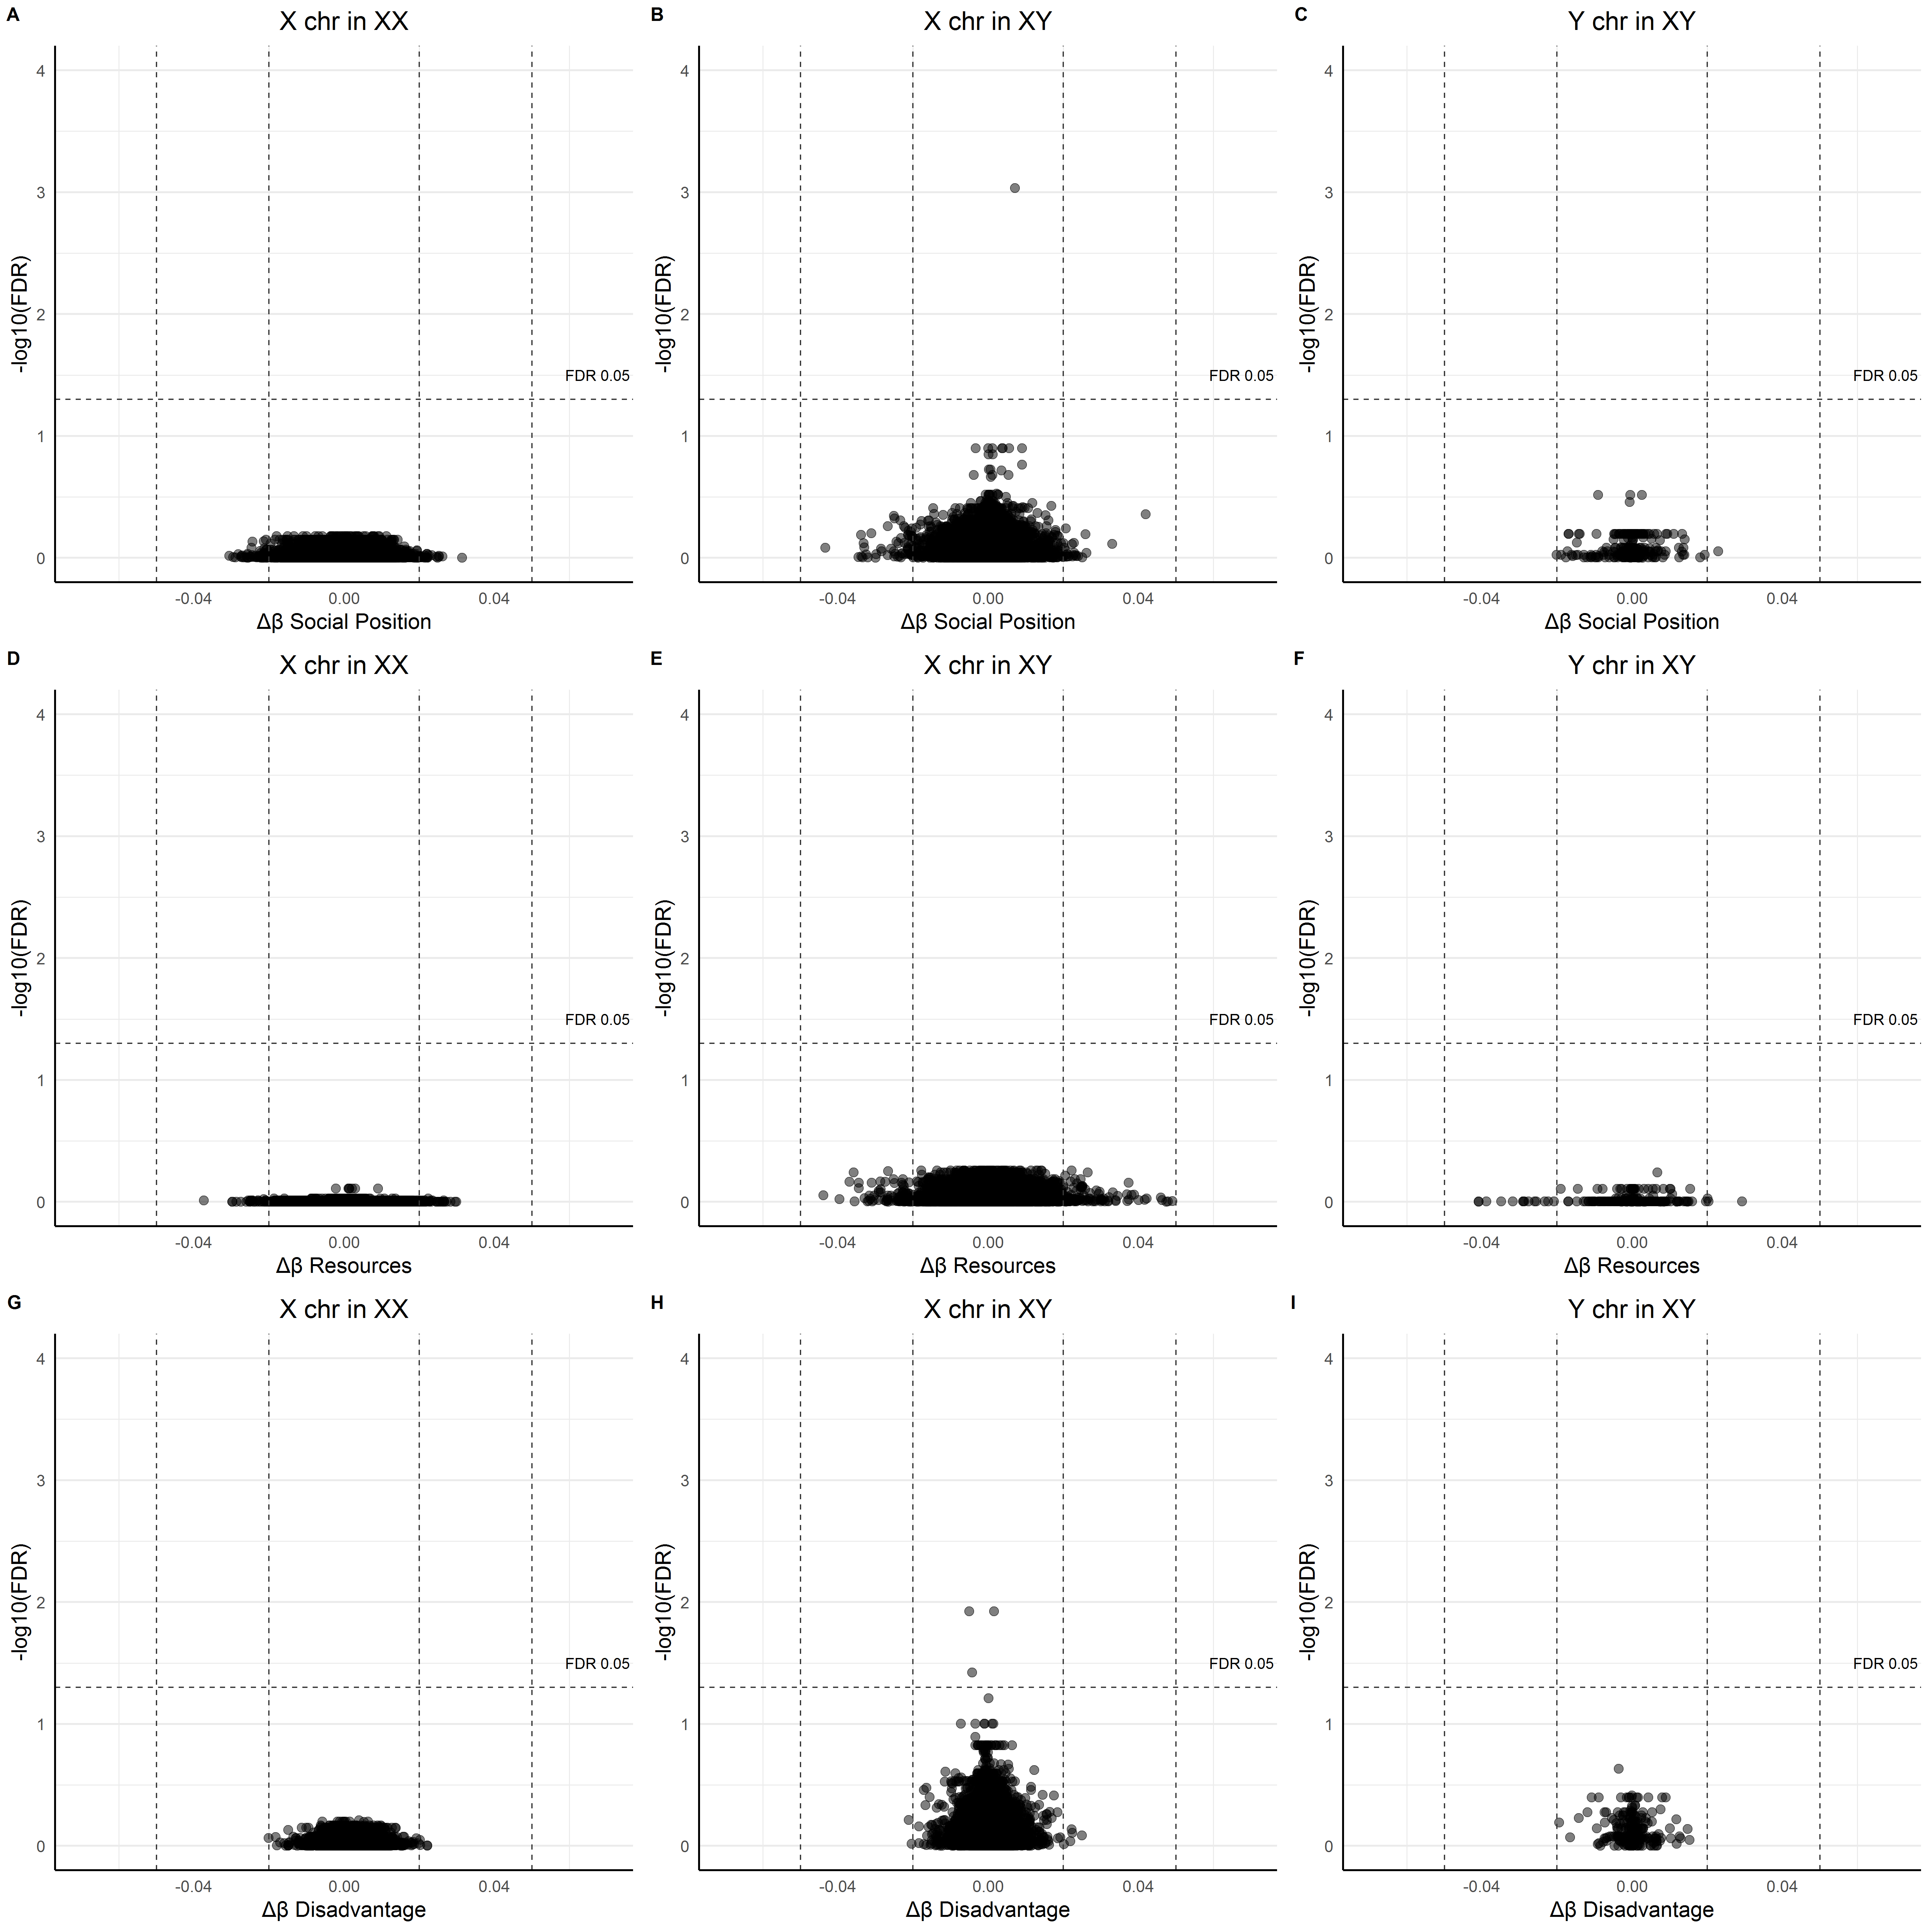 A
X chr in XX
4
3
2
1
0
-log10(FDR)
FDR 0.05
-0.04 0.00 0.04
Δβ Social Position
B
X chr in XY
4
3
2
1
0
-log10(FDR)
FDR 0.05
-0.04 0.00 0.04
Δβ Social Position
C
Y chr in XY
4
3
2
1
0
-log10(FDR)
FDR 0.05
-0.04 0.00 0.04
Δβ Social Position
D
X chr in XX
4
3
2
1
0
-log10(FDR)
FDR 0.05
-0.04 0.00 0.04
Δβ Resources
E
X chr in XY
4
3
2
1
0
-log10(FDR)
FDR 0.05
-0.04 0.00 0.04
Δβ Resources
F
Y chr in XY
4
3
2
1
0
-log10(FDR)
FDR 0.05
-0.04 0.00 0.04
Δβ Resources
G
X chr in XX
4
3
2
1
0
-log10(FDR)
FDR 0.05
-0.04 0.00 0.04
Δβ Disadvantage
H
X chr in XY
4
3
2
1
0
-log10(FDR)
FDR 0.05
-0.04 0.00 0.04
Δβ Disadvantage
I
Y chr in XY
4
3
2
1
0
-log10(FDR)
FDR 0.05
-0.04 0.00 0.04
Δβ Disadvantage